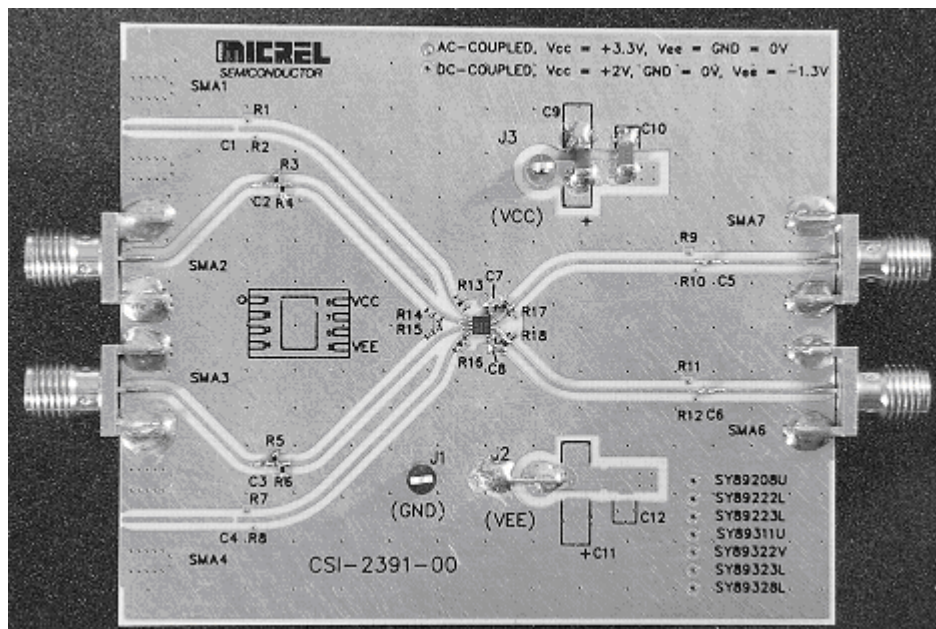 MICREL
SEMICONDUCTOR
AC-COUPLED, Vcc = +3.3V, Vee = GND = 0V
DC-COUPLED, Vcc = +2V, GND = 0V, Vee = -1.3V
SMA1
R1
C1 R2
R3
C2 R4
SMA2
C9
C10
J3
(VCC)
+
SMA7
R9
R10 C5
VCC
VEE
R13 C7
R14 R17
R15 R18
R16 C8
SMA3
R11
R12 C6
SMA6
R5
C3 R6
R7
C4 R8
SMA4
J1
(GND)
J2
(VEE)
C12
+C11
CSI-2391-00
SY89208U
SY89222L
SY89223L
SY89311U
SY89322V
SY89323L
SY89328L